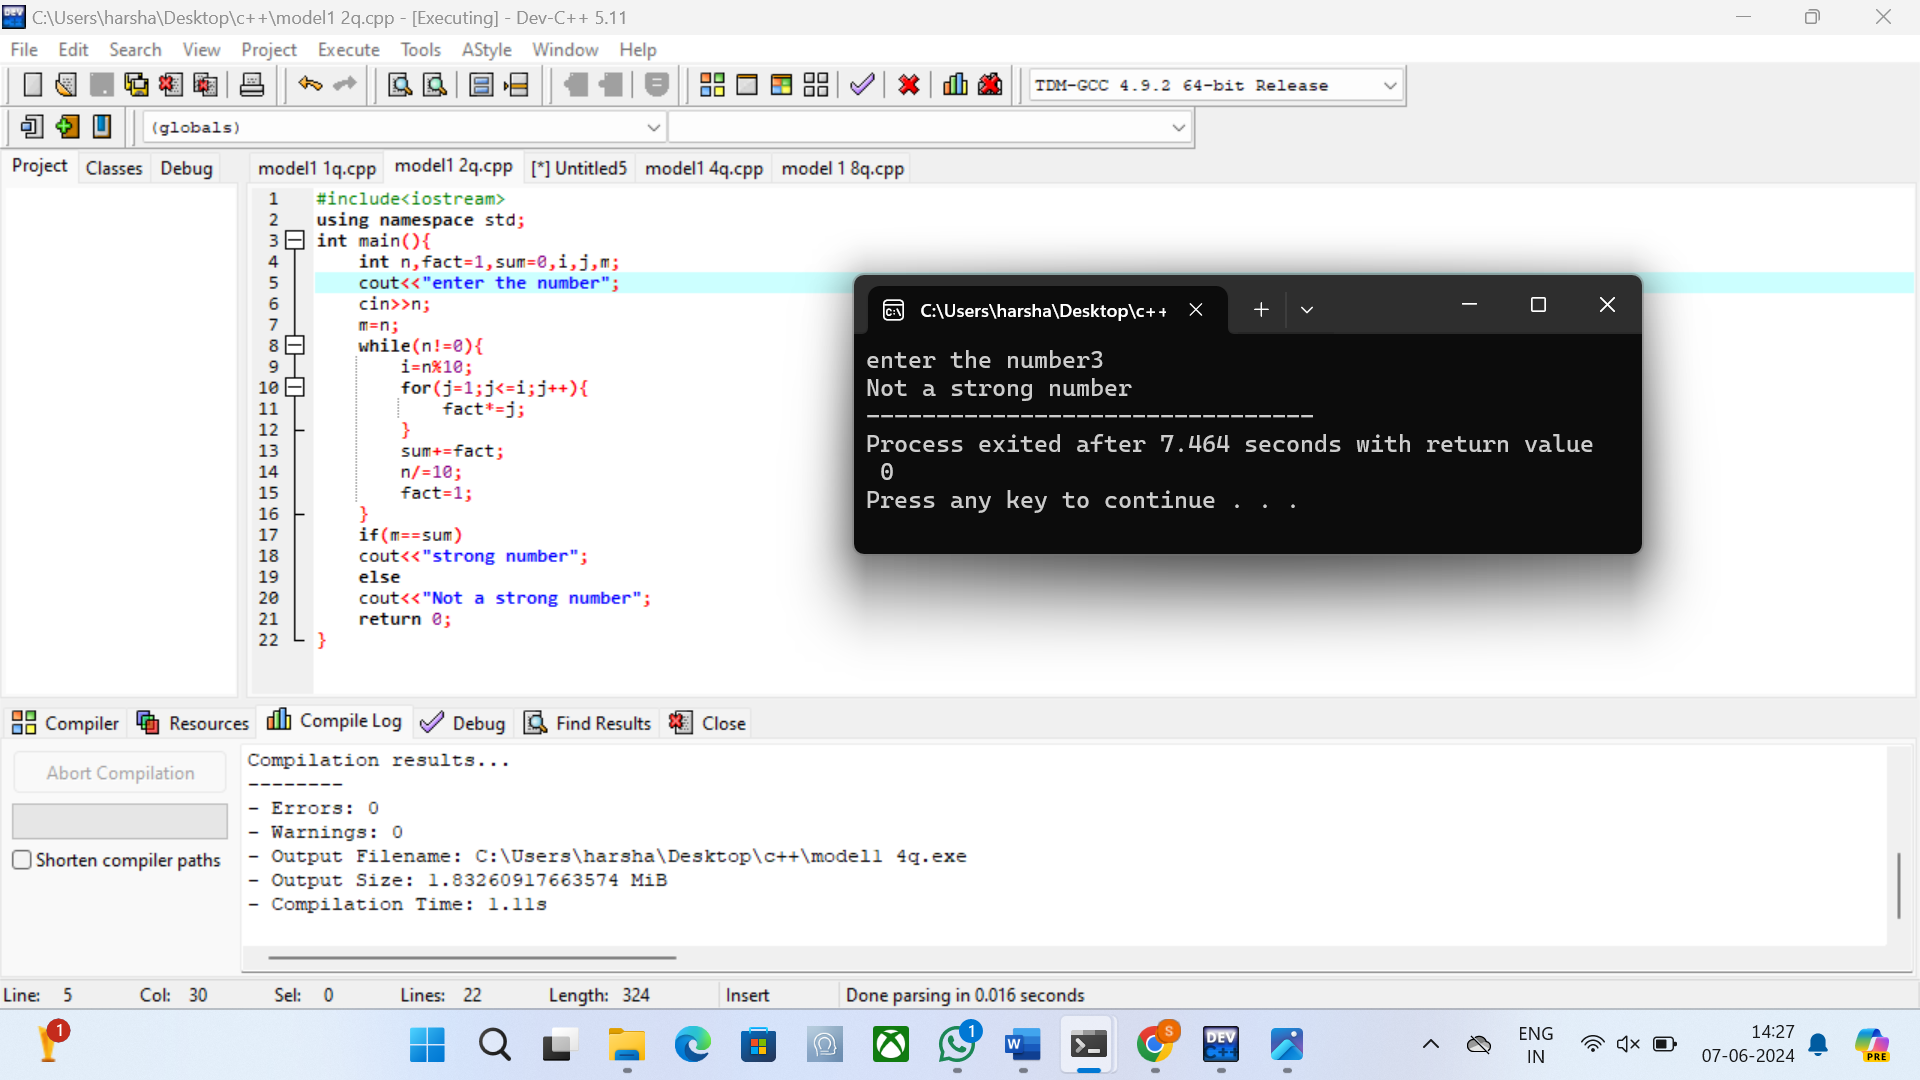 C:\Users\harsha\Desktop\c++\model1 2q.cpp - [Executing] - Dev-C++ 5.11
File Edit Search View Project Execute Tools AStyle Window Help
TDM-GCC 4.9.2 64-bit Release
(globals)
Project Classes Debug
model1 1q.cpp model1 2q.cpp [*] Untitled5 model1 4q.cpp model 1 8q.cpp
1 #include<iostream>
2 using namespace std;
3 int main(){
4 int n,fact=1,sum=0,i,j,m;
5 cout<<"enter the number";
6 cin>>n;
7 m=n;
8 while(n!=0){
9 i=n%10;
10 for(j=1;j<=i;j++){
11 fact*=j;
12 }
13 sum+=fact;
14 n/=10;
15 fact=1;
16 }
17 if(m==sum)
18 cout<<"strong number";
19 else
20 cout<<"Not a strong number";
21 return 0;
22 }
C:\Users\harsha\Desktop\c++
enter the number3
Not a strong number
--------------------------------
Process exited after 7.464 seconds with return value
0
Press any key to continue . . .
Compiler Resources Compile Log Debug Find Results Close
Abort Compilation
Shorten compiler paths
Compilation results...
--------
- Errors: 0
- Warnings: 0
- Output Filename: C:\Users\harsha\Desktop\c++\model1 4q.exe
- Output Size: 1.83260917663574 MiB
- Compilation Time: 1.11s
Line: 5 Col: 30 Sel: 0 Lines: 22 Length: 324 Insert Done parsing in 0.016 seconds
1
1
W
S
DEV
C++
ENG
IN
14:27
07-06-2024
PRE